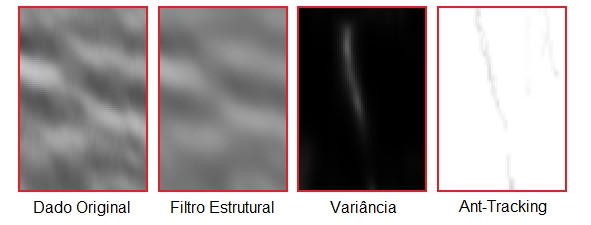 Dado Original
Filtro Estrutural
Variância
Ant-Tracking